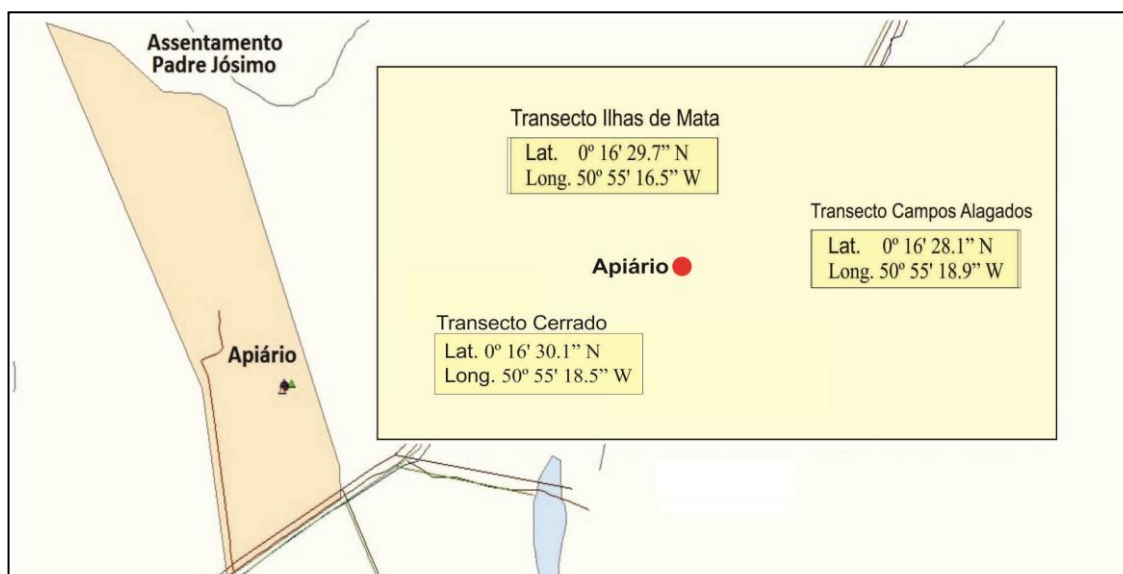 Assentamento
Padre Jósimo
Apiário
Transecto Ilhas de Mata
Lat. 0º 16' 29.7” N
Long. 50º 55' 16.5” W
Transecto Campos Alagados
Lat. 0º 16' 28.1” N
Long. 50º 55' 18.9” W
Apiário
Transecto Cerrado
Lat. 0º 16' 30.1” N
Long. 50º 55' 18.5” W